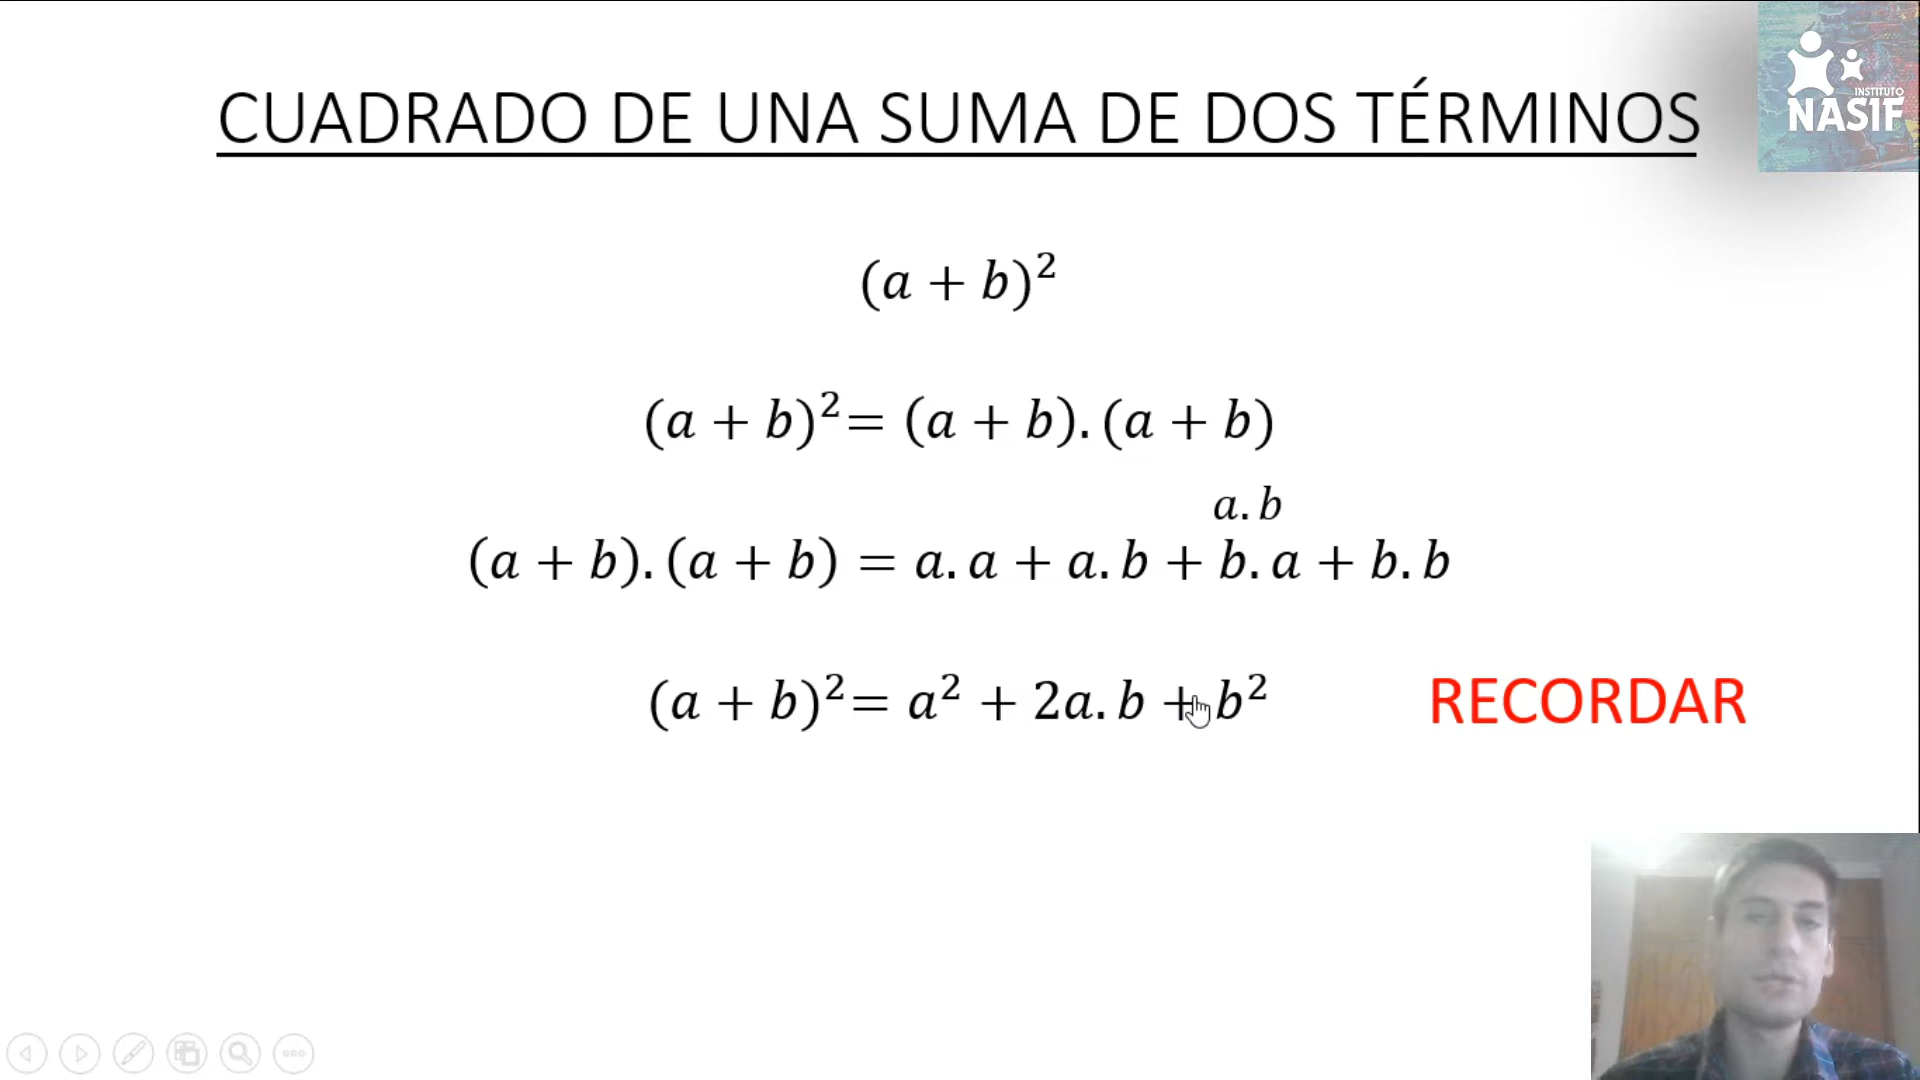 INSTITUTO
NASIF
CUADRADO DE UNA SUMA DE DOS TÉRMINOS
(a + b)²
(a + b)²= (a + b).(a + b)
a.b
(a + b).(a + b) = a.a + a.b + b.a + b.b
(a + b)²= a² + 2a.b + b²
RECORDAR